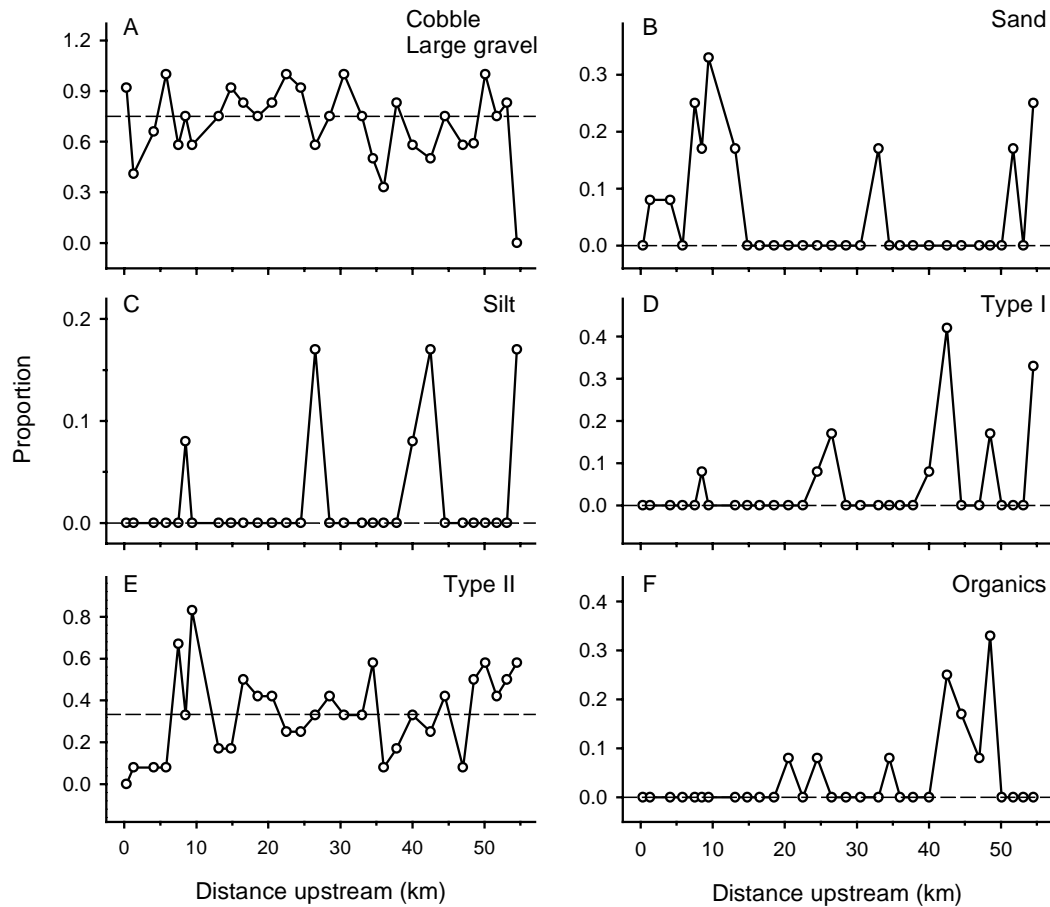 A
Cobble
Large gravel
1.2
0.9
0.6
0.3
0.0
B
Sand
0.3
0.2
0.1
0.0
C
Silt
0.2
0.1
0.0
D
Type I
0.4
0.3
0.2
0.1
0.0
Proportion
E
Type II
0.8
0.6
0.4
0.2
0.0
0 10 20 30 40 50
Distance upstream (km)
F
Organics
0.4
0.3
0.2
0.1
0.0
0 10 20 30 40 50
Distance upstream (km)